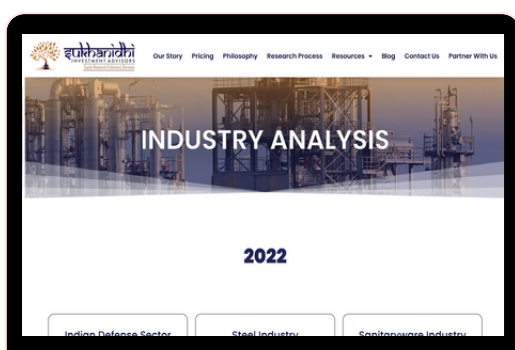 sukhanidhi
INVESTMENT ADVISORS
Our Story Pricing Philosophy Research Process Resources Blog Contact Us Partner With Us
INDUSTRY ANALYSIS
2022
Indian Defense Sector Steel Industry Sanitaryware Industry